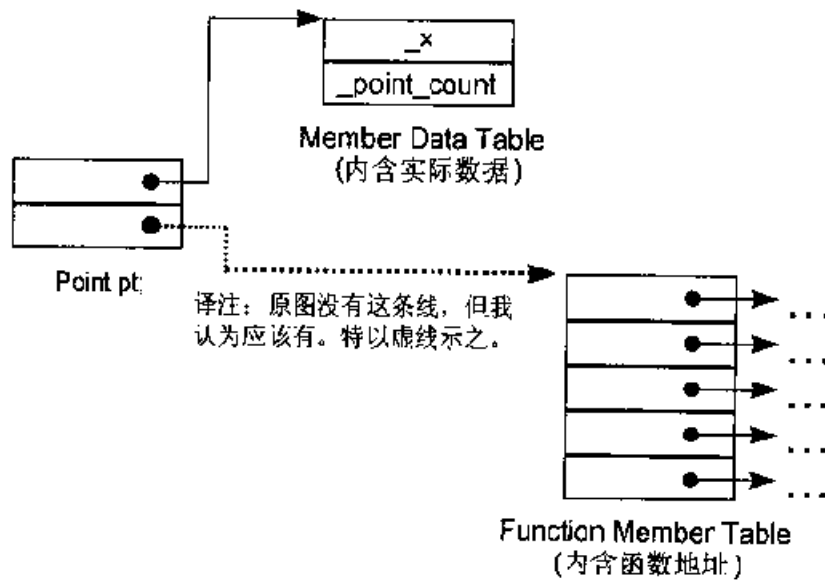 _x
_point_count
Member Data Table
(内含实际数据)
Point pt;
译注：原图没有这条线，但我
认为应该有。特以虚线示之。
Function Member Table
(内含函数地址)